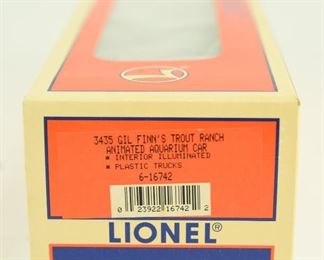 3435 GIL FINN'S TROUT RANCH
ANIMATED AQUARIUM CAR
* INTERIOR ILLUMINATED
* PLASTIC TRUCKS
6-16742
0 23922 16742 2
LIONEL®